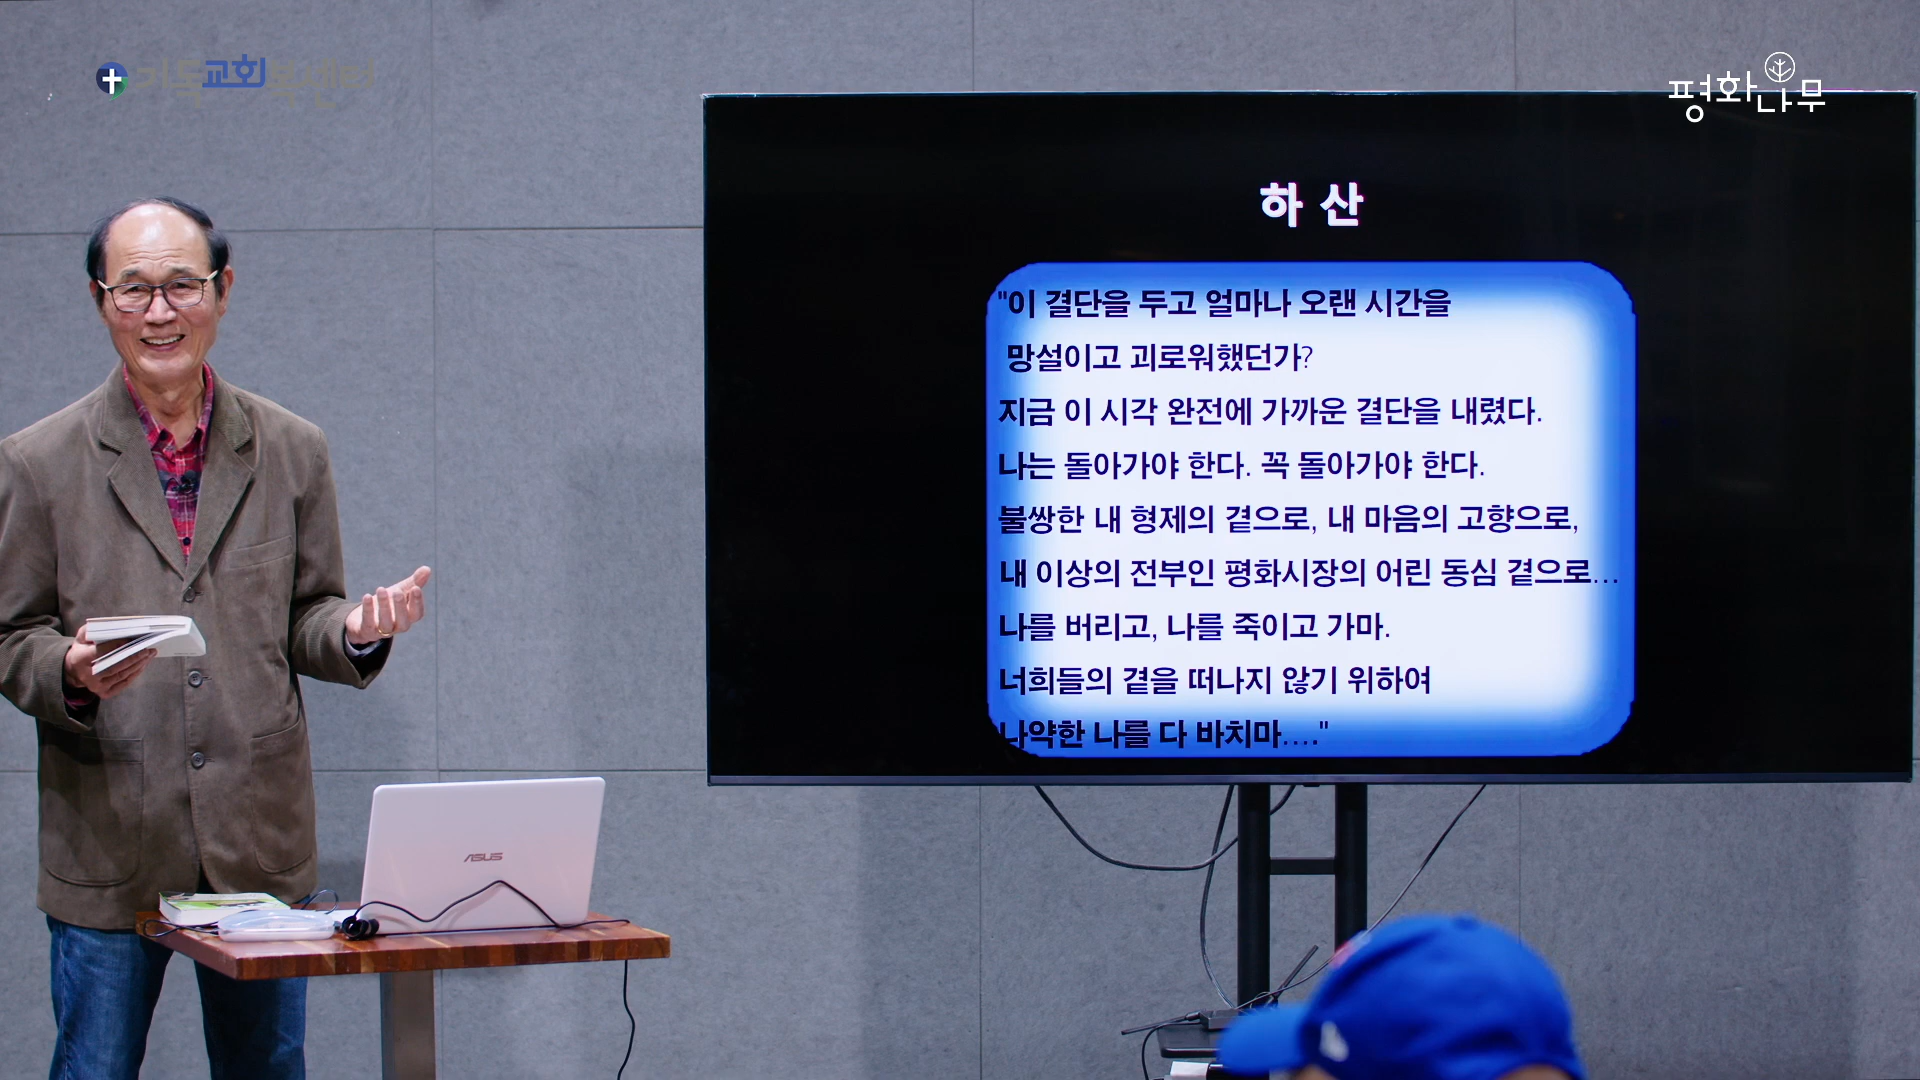 기독교회복센터
평화나무
하 산
"이 결단을 두고 얼마나 오랜 시간을
망설이고 괴로워했던가?
지금 이 시각 완전에 가까운 결단을 내렸다.
나는 돌아가야 한다. 꼭 돌아가야 한다.
불쌍한 내 형제의 곁으로, 내 마음의 고향으로,
내 이상의 전부인 평화시장의 어린 동심 곁으로...
나를 버리고, 나를 죽이고 가마.
너희들의 곁을 떠나지 않기 위하여
나약한 나를 다 바치마...."
ASUS